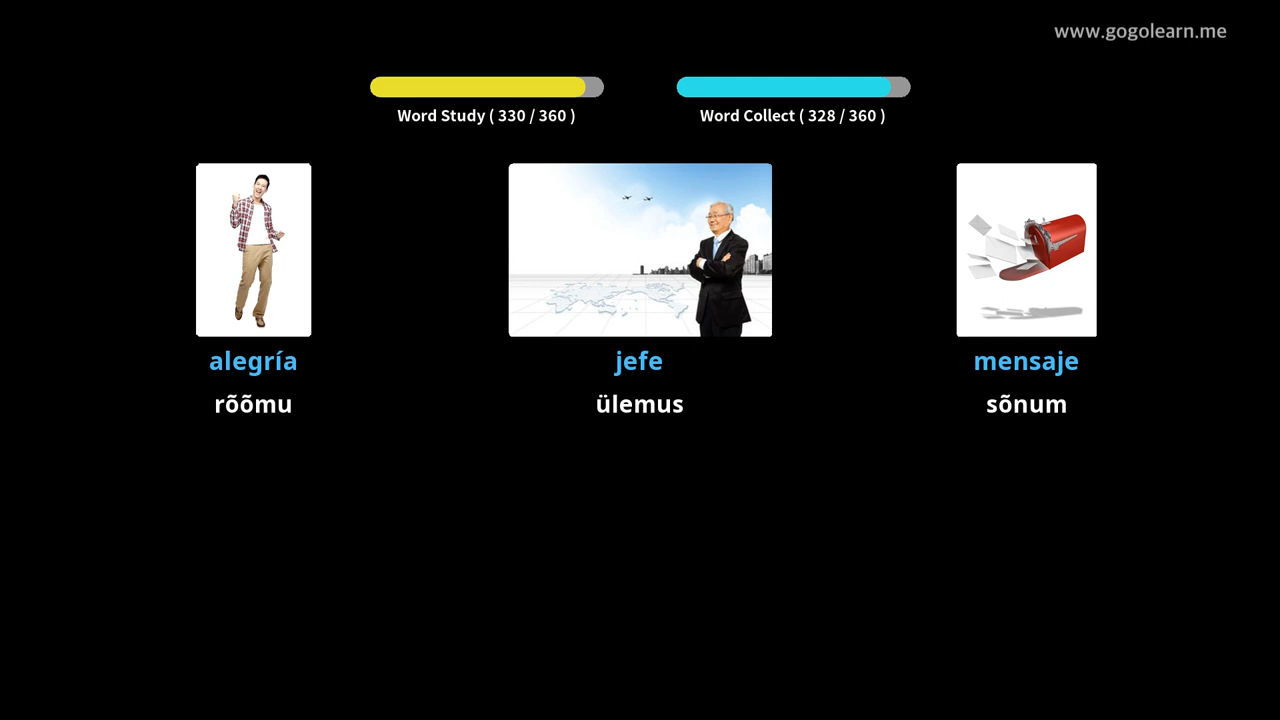 www.gogolearn.me
Word Study ( 330 / 360 )
Word Collect ( 328 / 360 )
alegría
jefe
mensaje
rõõmu
ülemus
sõnum